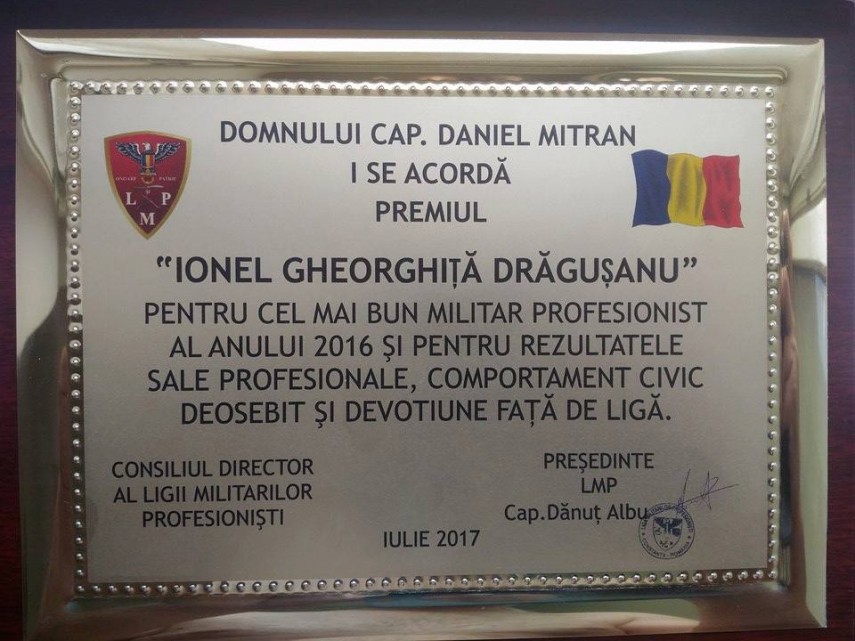 DOMNULUI CAP. DANIEL MITRAN
I SE ACORDĂ
PREMIUL
L P
M
“IONEL GHEORGHIȚĂ DRĂGUȘANU”
PENTRU CEL MAI BUN MILITAR PROFESIONIST
AL ANULUI 2016 ŞI PENTRU REZULTATELE
SALE PROFESIONALE, COMPORTAMENT CIVIC
DEOSEBIT ŞI DEVOTIUNE FAȚĂ DE LIGĂ.
CONSILIUL DIRECTOR
AL LIGII MILITARILOR
PROFESIONIŞTI
PREŞEDINTE
LMP
Cap.Dănuț Albu
IULIE 2017